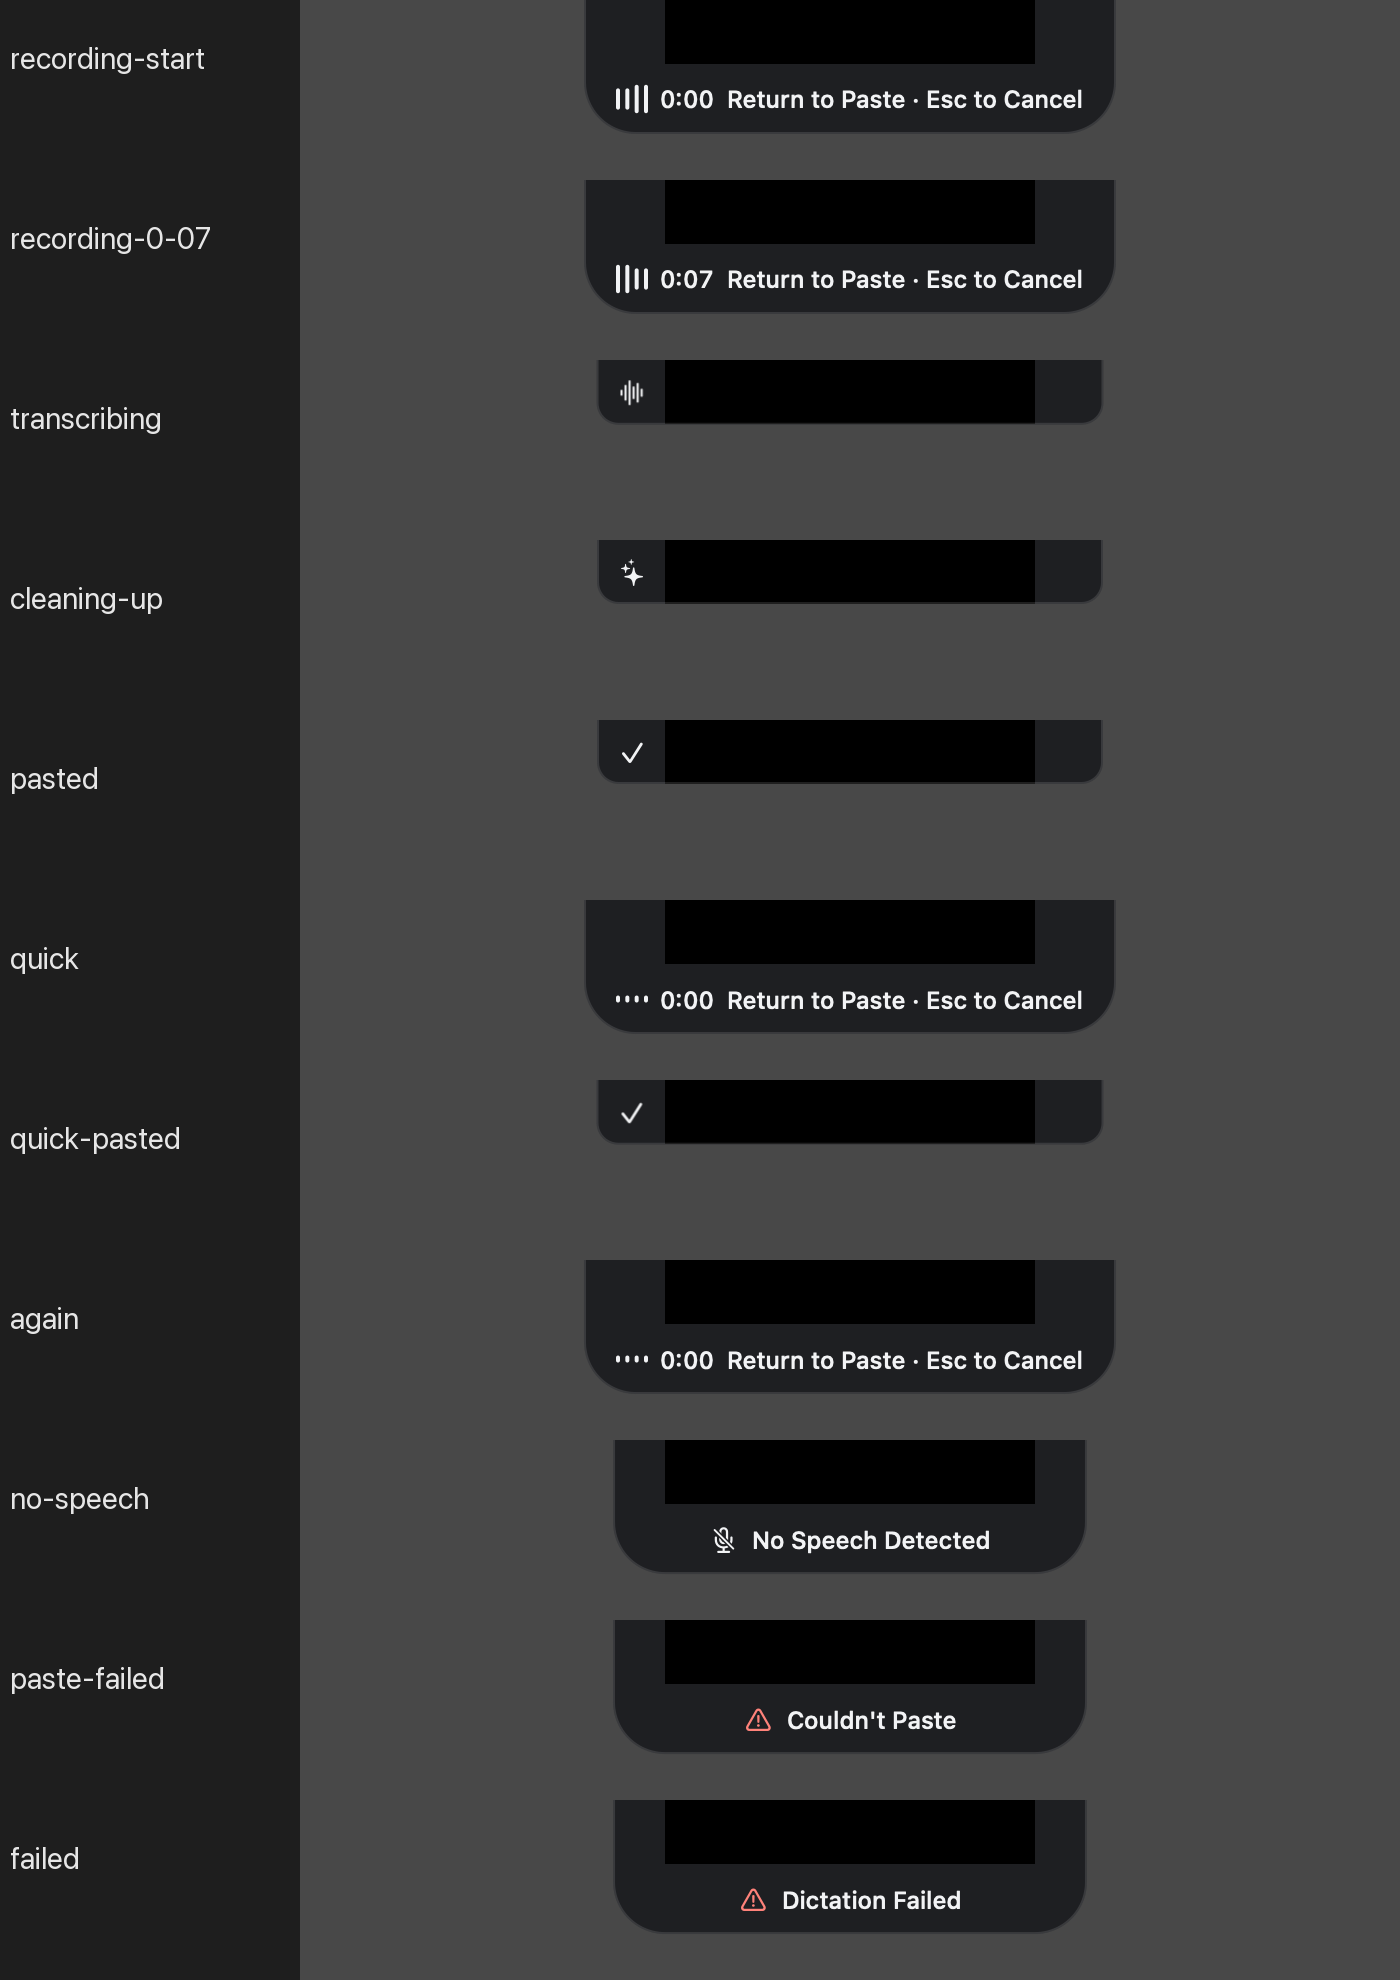 recording-start
0:00 Return to Paste · Esc to Cancel
recording-0-07
0:07 Return to Paste · Esc to Cancel
transcribing
cleaning-up
pasted
quick
0:00 Return to Paste · Esc to Cancel
quick-pasted
again
0:00 Return to Paste · Esc to Cancel
no-speech
No Speech Detected
paste-failed
Couldn't Paste
failed
Dictation Failed